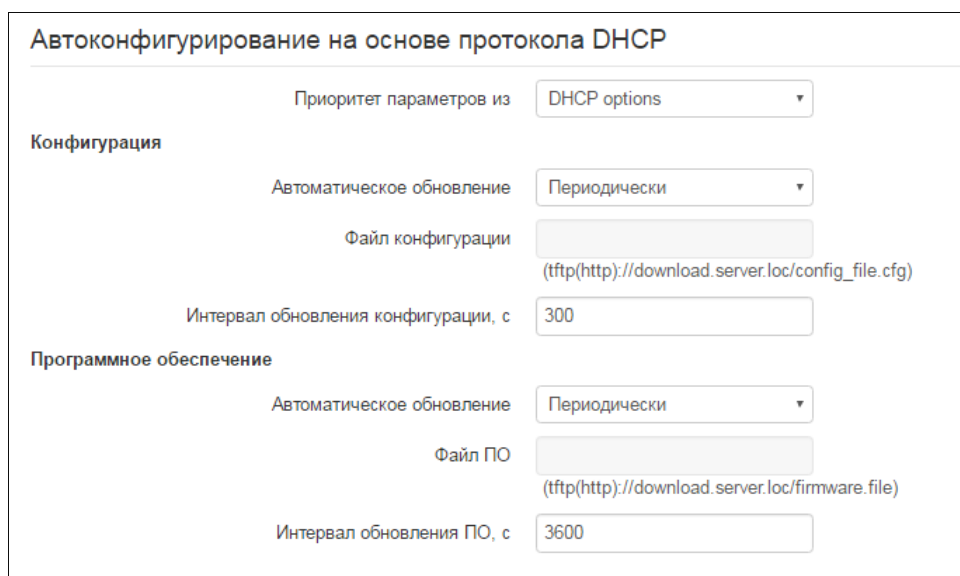 Автоконфигурирование на основе протокола DHCP
Приоритет параметров из DHCP options
Конфигурация
Автоматическое обновление Периодически
Файл конфигурации
(tftp(http)://download.server.loc/config_file.cfg)
Интервал обновления конфигурации, с 300
Программное обеспечение
Автоматическое обновление Периодически
Файл ПО
(tftp(http)://download.server.loc/firmware.file)
Интервал обновления ПО, с 3600